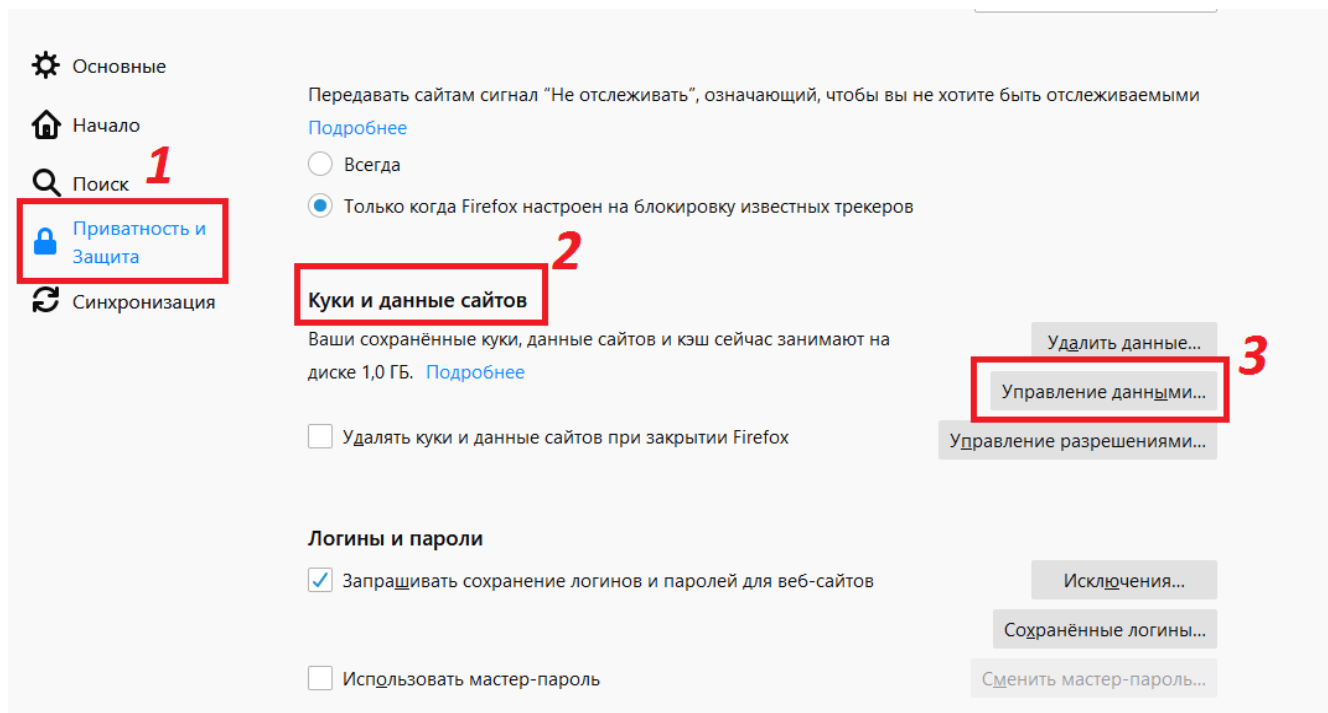 Основные
Начало
1
Поиск
Приватность и
Защита
Синхронизация
Передавать сайтам сигнал “Не отслеживать”, означающий, чтобы вы не хотите быть отслеживаемыми
Подробнее
Всегда
Только когда Firefox настроен на блокировку известных трекеров
2
Куки и данные сайтов
Ваши сохранённые куки, данные сайтов и кэш сейчас занимают на
диске 1,0 ГБ. Подробнее
Удалить данные...
3
Управление данными...
Удалять куки и данные сайтов при закрытии Firefox
Управление разрешениями...
Логины и пароли
Запрашивать сохранение логинов и паролей для веб-сайтов
Исключения...
Сохранённые логины...
Использовать мастер-пароль
Сменить мастер-пароль...